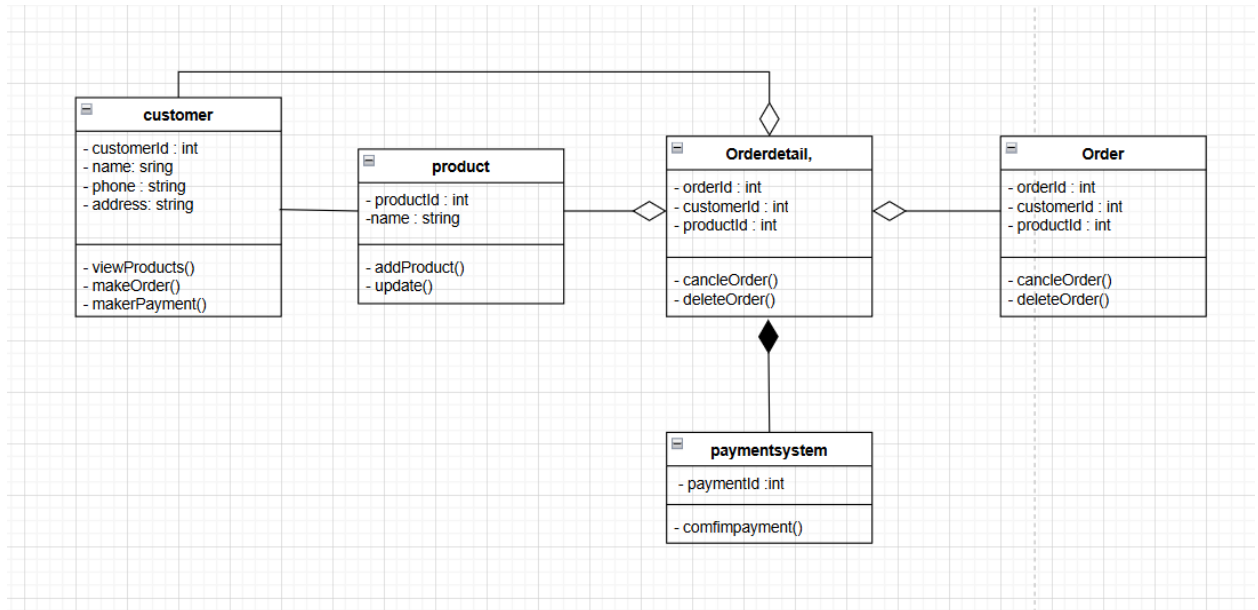 customer
- customerId : int
- name: sring
- phone : string
- address: string
- viewProducts()
- makeOrder()
- makerPayment()
product
- productId : int
-name : string
- addProduct()
- update()
Orderdetail,
- orderId : int
- customerId : int
- productId : int
- cancleOrder()
- deleteOrder()
Order
- orderId : int
- customerId : int
- productId : int
- cancleOrder()
- deleteOrder()
paymentsystem
- paymentId :int
- comfimpayment()